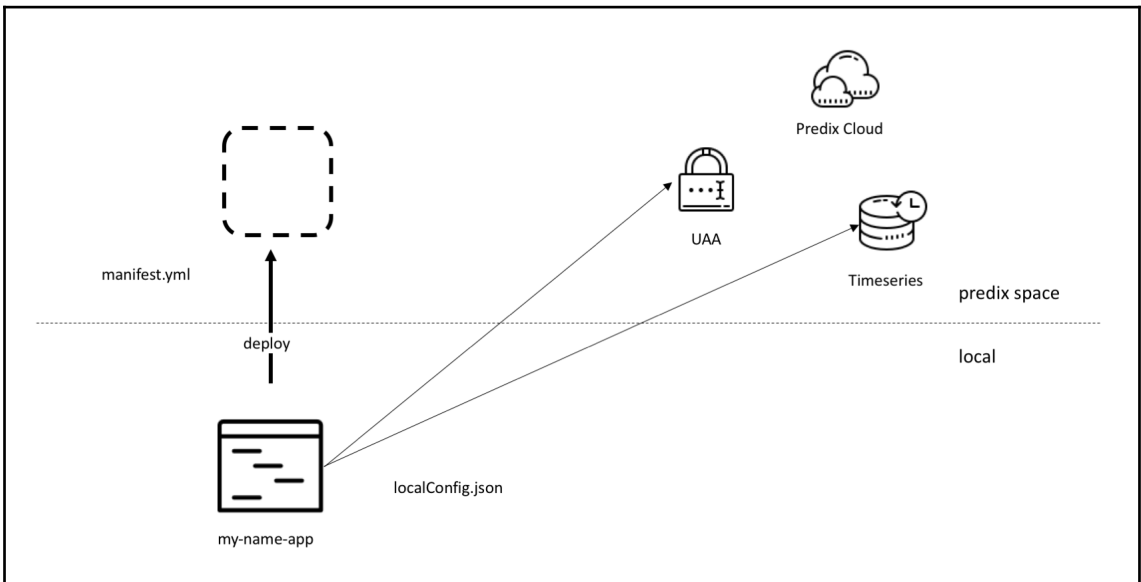 Predix Cloud
UAA
manifest.yml
Timeseries
predix space
deploy
local
localConfig.json
my-name-app